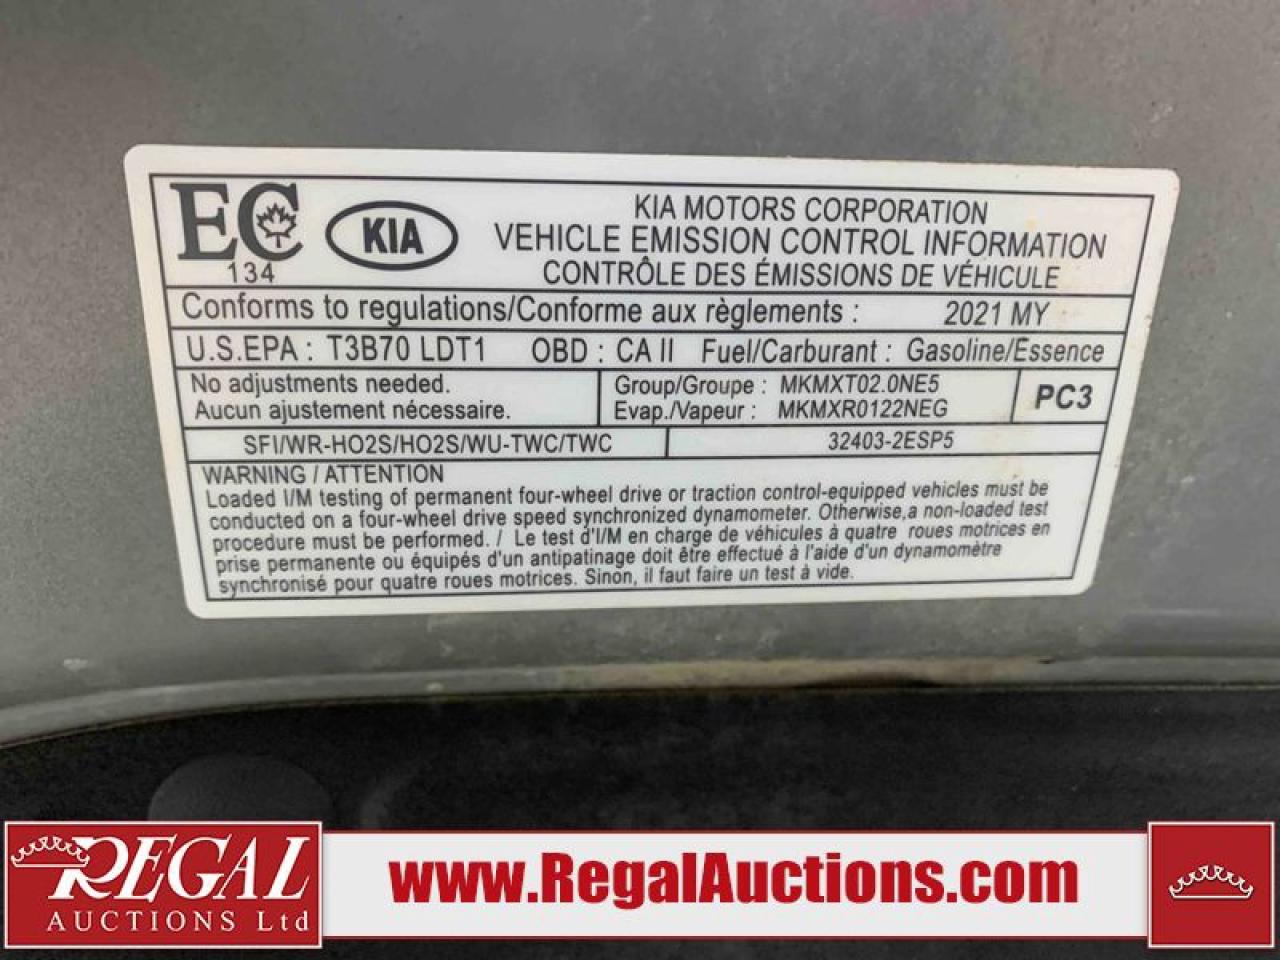 EC
134
KIA
KIA MOTORS CORPORATION
VEHICLE EMISSION CONTROL INFORMATION
CONTRÔLE DES ÉMISSIONS DE VÉHICULE
Conforms to regulations/Conforme aux règlements : 2021 MY
U.S.EPA : T3B70 LDT1 OBD : CA II Fuel/Carburant : Gasoline/Essence
No adjustments needed.
Aucun ajustement nécessaire.
Group/Groupe : MKMXT02.0NE5
Evap./Vapeur : MKMXR0122NEG
PC3
SFI/WR-HO2S/HO2S/WU-TWC/TWC
32403-2ESP5
WARNING / ATTENTION
Loaded I/M testing of permanent four-wheel drive or traction control-equipped vehicles must be
conducted on a four-wheel drive speed synchronized dynamometer. Otherwise,a non-loaded test
procedure must be performed. / Le test d'I/M en charge de véhicules à quatre roues motrices en
prise permanente ou équipés d'un antipatinage doit être effectué à l'aide d'un dynamomètre
synchronisé pour quatre roues motrices. Sinon, il faut faire un test à vide.
REGAL
AUCTIONS Ltd
www.RegalAuctions.com